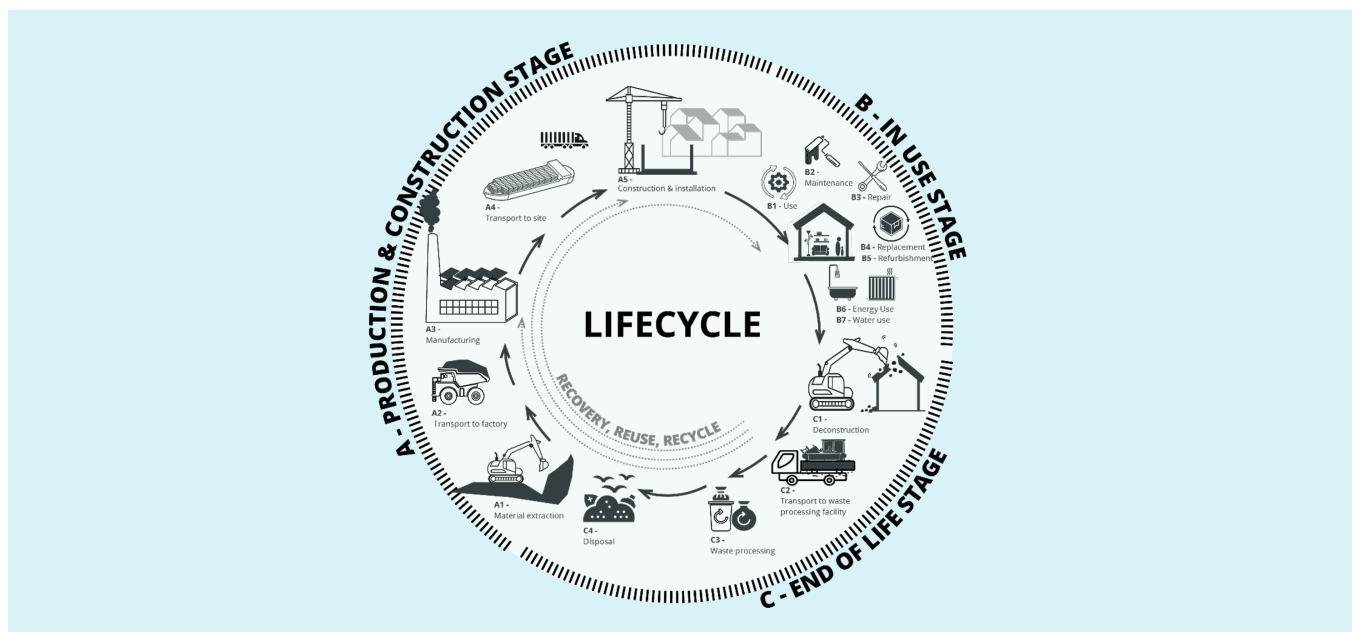 A - PRODUCTION & CONSTRUCTION STAGE
B - IN USE STAGE
C - END OF LIFE STAGE
LIFECYCLE
RECOVERY, REUSE, RECYCLE
A1 -
Material extraction
A2 -
Transport to factory
A3 -
Manufacturing
A4 -
Transport to site
A5 -
Construction & installation
B1 - Use
B2 -
Maintenance
B3 - Repair
B4 - Replacement
B5 - Refurbishment
B6 - Energy Use
B7 - Water use
C1 -
Deconstruction
C2 -
Transport to waste
processing facility
C3 -
Waste processing
C4 -
Disposal